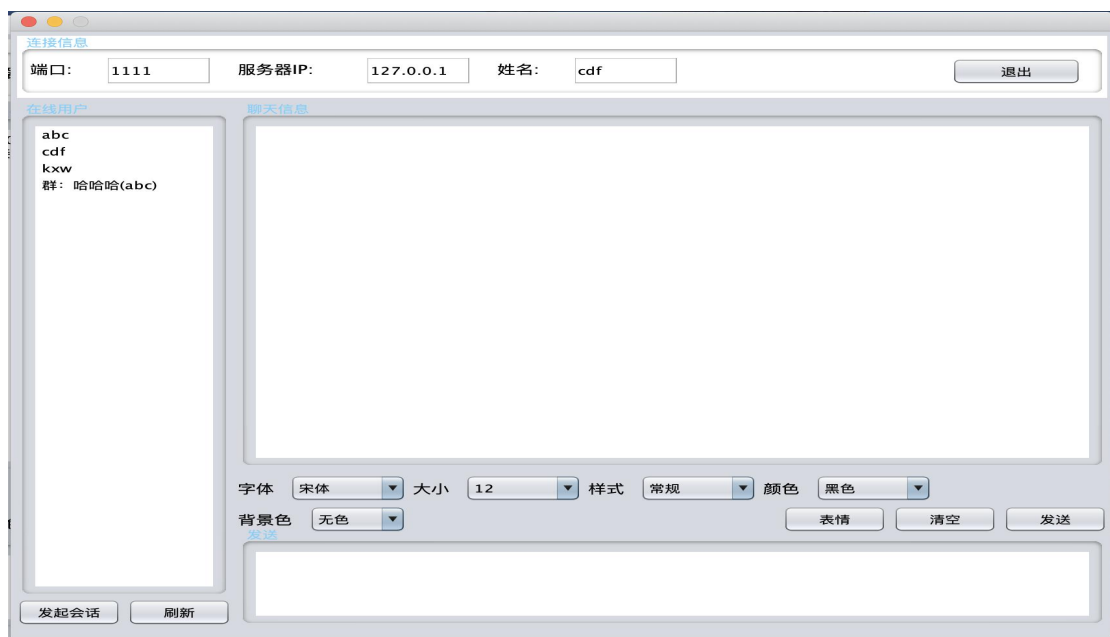 连接信息
端口: 1111 服务器IP: 127.0.0.1 姓名: cdf 退出
在线用户
abc
cdf
kxw
群: 哈哈哈(abc)
聊天信息
字体 宋体 大小 12 样式 常规 颜色 黑色
背景色 无色 表情 清空 发送
发送
发起会话 刷新